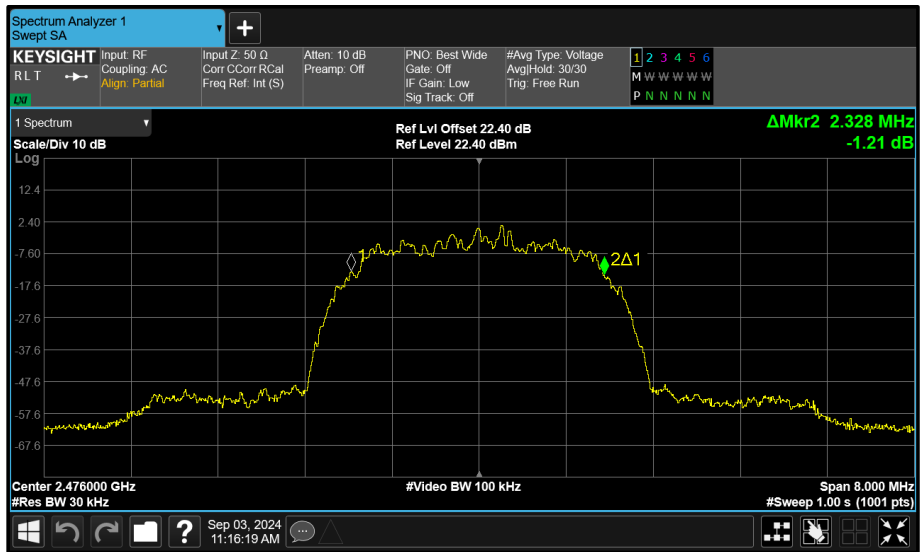 Spectrum Analyzer 1
Swept SA
+
KEYSIGHT
R L T
LXI
Input: RF
Coupling: AC
Align: Partial
Input Z: 50 Ω
Corr CCorr RCal
Freq Ref: Int (S)
Atten: 10 dB
Preamp: Off
PNO: Best Wide
Gate: Off
IF Gain: Low
Sig Track: Off
#Avg Type: Voltage
Avg|Hold: 30/30
Trig: Free Run
1 2 3 4 5 6
M W W W W W
P N N N N N
1 Spectrum
Scale/Div 10 dB
Log
Ref Lvl Offset 22.40 dB
Ref Level 22.40 dBm
ΔMkr2 2.328 MHz
-1.21 dB
12.4
2.40
-7.60
-17.6
-27.6
-37.6
-47.6
-57.6
-67.6
1
2Δ1
Center 2.476000 GHz
#Res BW 30 kHz
#Video BW 100 kHz
Span 8.000 MHz
#Sweep 1.00 s (1001 pts)
?
Sep 03, 2024
11:16:19 AM